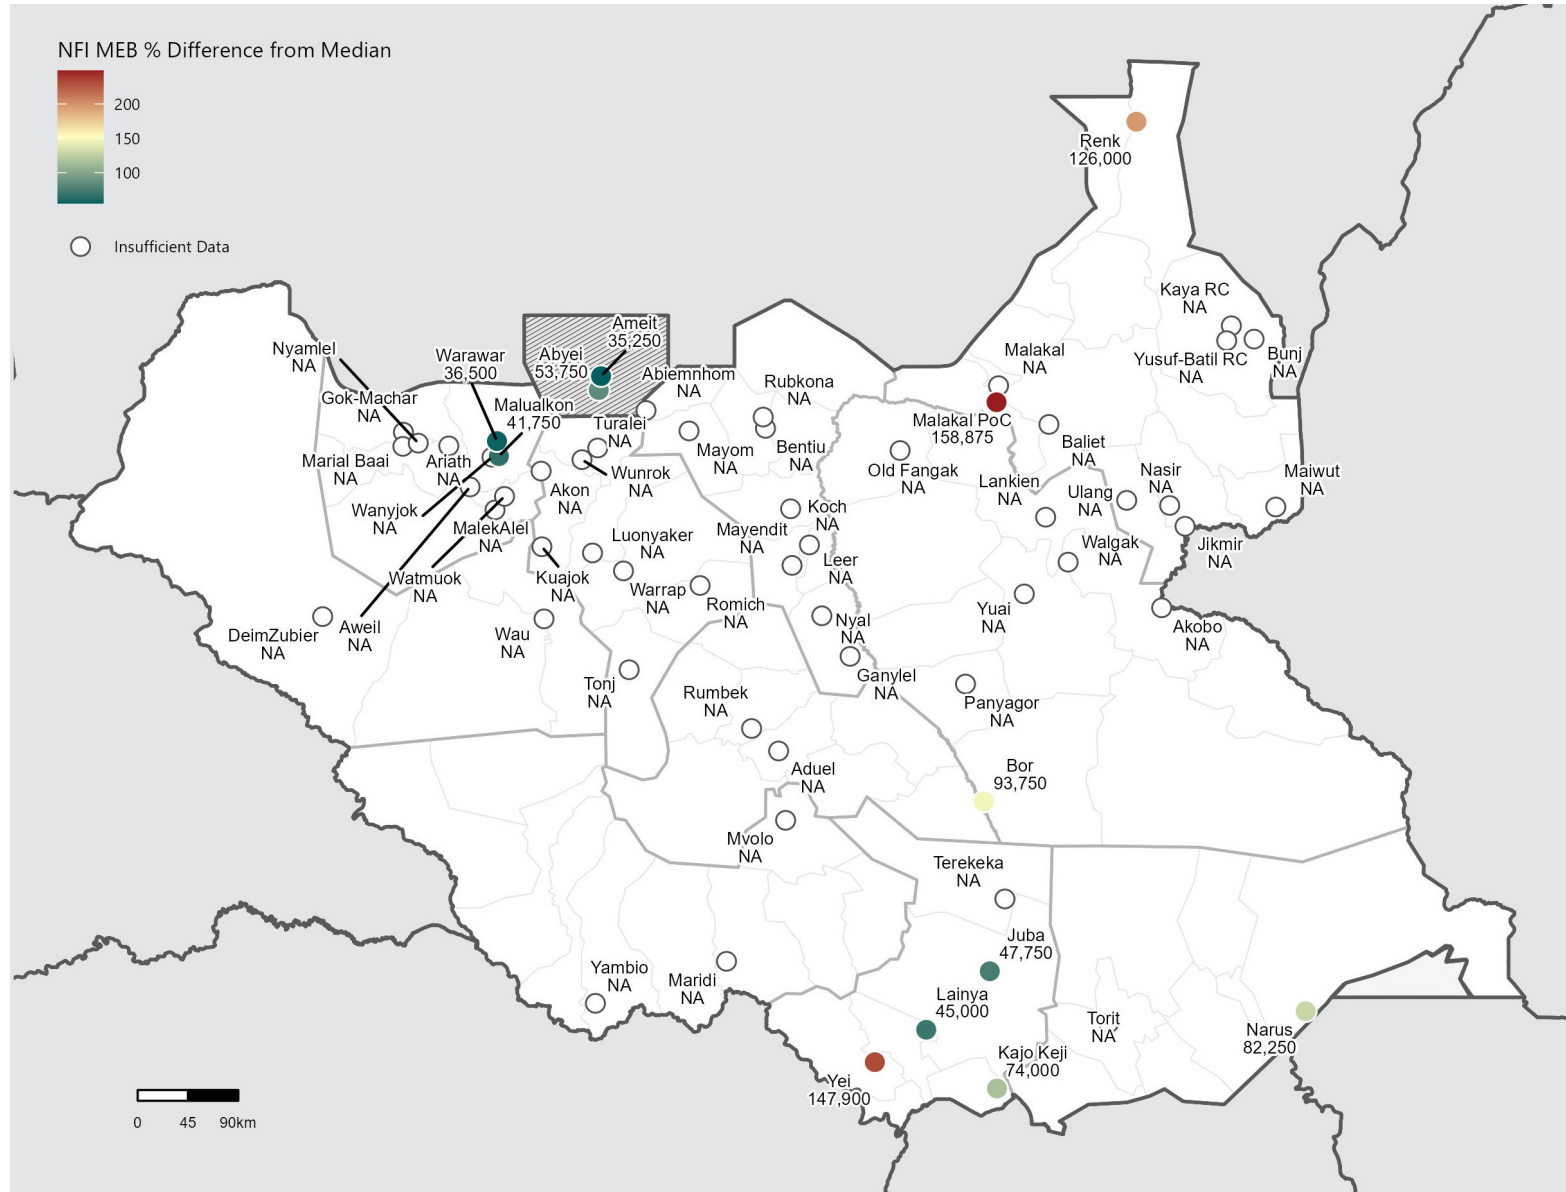 NFI MEB % Difference from Median
200
150
100
Insufficient Data
Renk
126,000
Kaya RC
NA
Yusuf-Batil RC
NA
Bunj
NA
Malakal
NA
Malakal PoC
158,875
Ameit
35,250
Abyei
53,750
Abiemnhom
NA
Rubkona
NA
Nyamlel
NA
Warawar
36,500
Gok-Machar
NA
Malualkon
41,750
Turalei
NA
Mayom
NA
Bentiu
NA
Marial Baai
NA
Ariath
NA
Wunrok
NA
Akon
NA
Old Fangak
NA
Baliet
NA
Lankien
NA
Ulang
NA
Nasir
NA
Maiwut
NA
Wanyjok
NA
MalekAlel
NA
Koch
NA
Mayendit
NA
Luonyaker
NA
Leer
NA
Walgak
NA
Jikmir
NA
Watmuok
NA
Kuajok
NA
Warrap
NA
Romich
NA
Yuai
NA
Akobo
NA
DeimZubier
NA
Aweil
NA
Wau
NA
Nyal
NA
Ganylel
NA
Tonj
NA
Rumbek
NA
Panyagor
NA
Aduel
NA
Bor
93,750
Mvolo
NA
Terekeka
NA
Juba
47,750
Yambio
NA
Maridi
NA
Lainya
45,000
Torit
NA
Narus
82,250
Kajo Keji
74,000
Yei
147,900
0 45 90km